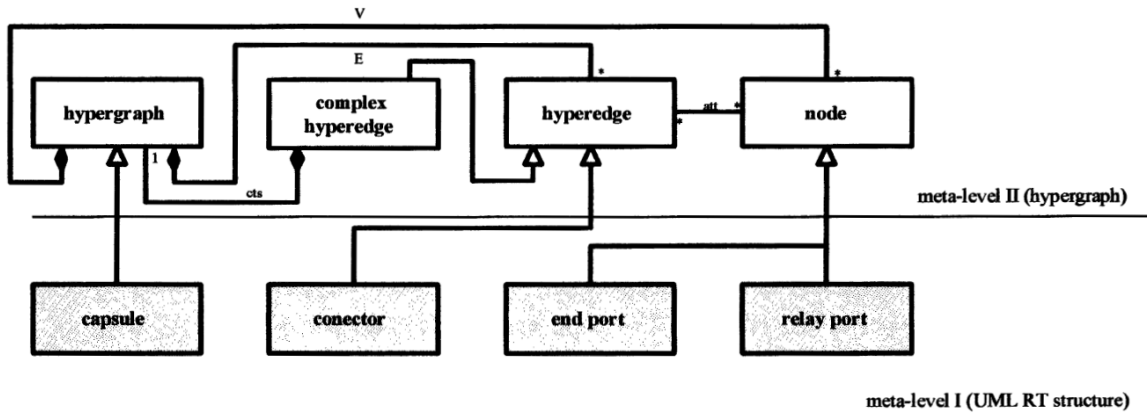 V
E
*
*
hypergraph
complex
hyperedge
hyperedge
att
*
*
node
1
cts
meta-level II (hypergraph)
capsule
conector
end port
relay port
meta-level I (UML RT structure)